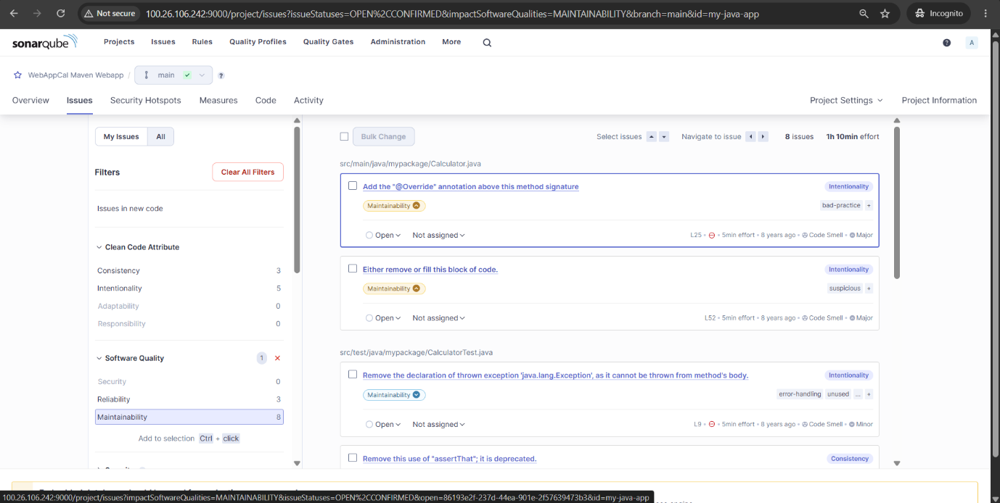 Not secure 100.26.106.242:9000/project/issues?issueStatuses=OPEN%2CCONFIRMED&impactSoftwareQualities=MAINTAINABILITY&branch=main&id=my-java-app Incognito
sonarqube Projects Issues Rules Quality Profiles Quality Gates Administration More ? A
WebAppCal Maven Webapp / main ?
Overview Issues Security Hotspots Measures Code Activity Project Settings Project Information
My Issues All
Bulk Change Select issues Navigate to issue 8 issues 1h 10min effort
Filters Clear All Filters
Issues in new code
Clean Code Attribute
Consistency 3
Intentionality 5
Adaptability 0
Responsibility 0
Software Quality 1
Security 0
Reliability 3
Maintainability 8
Add to selection Ctrl + click
src/main/java/mypackage/Calculator.java
Add the "@Override" annotation above this method signature Intentionality
Maintainability bad-practice +
Open Not assigned L25 • 5min effort • 8 years ago • Code Smell • Major
Either remove or fill this block of code. Intentionality
Maintainability suspicious +
Open Not assigned L52 • 5min effort • 8 years ago • Code Smell • Major
src/test/java/mypackage/CalculatorTest.java
Remove the declaration of thrown exception 'java.lang.Exception', as it cannot be thrown from method's body. Intentionality
Maintainability error-handling unused ... +
Open Not assigned L9 • 5min effort • 8 years ago • Code Smell • Minor
Remove this use of "assertThat"; it is deprecated. Consistency
100.26.106.242:9000/project/issues?impactSoftwareQualities=MAINTAINABILITY&issueStatuses=OPEN%2CCONFIRMED&open=86193e2f-237d-44ea-901e-2f57639473b3&id=my-java-app